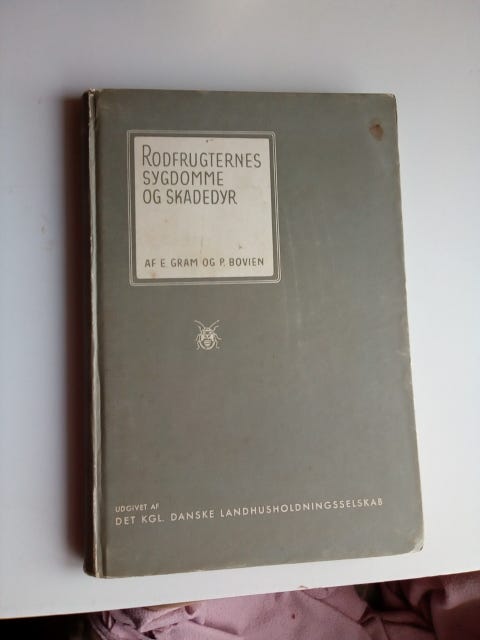 RODFRUGTERNES
SYGDOMME
OG SKADEDYR
AF E. GRAM OG P. BOVIEN
UDGIVET AF
DET KGL. DANSKE LANDHUSHOLDNINGSSELSKAB